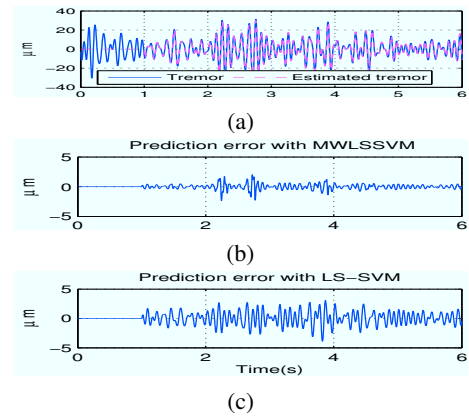 40
20
0
−20
−40
μm
Tremor
Estimated tremor
0 1 2 3 4 5 6
(a)
Prediction error with MWLSSVM
5
0
−5
μm
0 2 4 6
(b)
Prediction error with LS−SVM
5
0
−5
μm
0 2 4 6
Time(s)
(c)